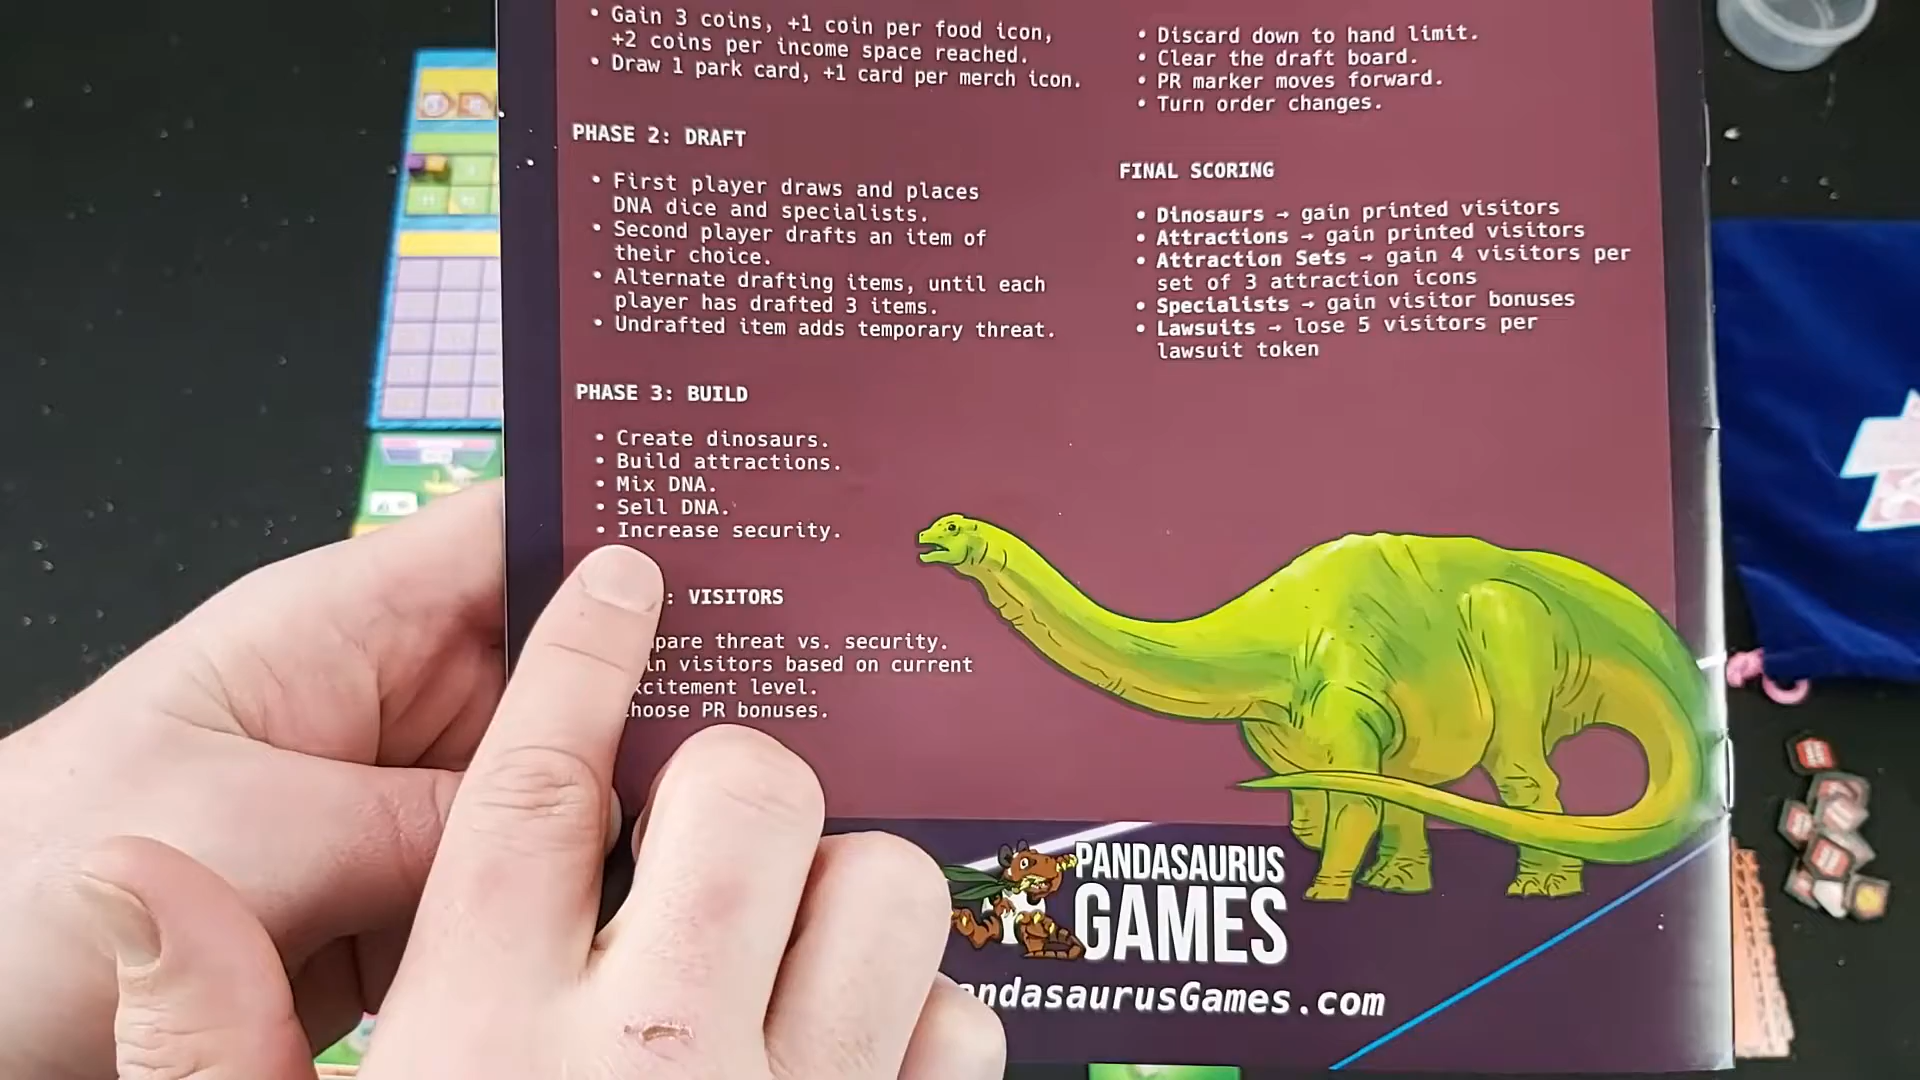 • Gain 3 coins, +1 coin per food icon,
+2 coins per income space reached.
• Draw 1 park card, +1 card per merch icon.
PHASE 2: DRAFT
• First player draws and places
DNA dice and specialists.
• Second player drafts an item of
their choice.
• Alternate drafting items, until each
player has drafted 3 items.
• Undrafted item adds temporary threat.
PHASE 3: BUILD
• Create dinosaurs.
• Build attractions.
• Mix DNA.
• Sell DNA.
• Increase security.
: VISITORS
threat vs. security.
visitors based on current
level.
PR bonuses.
• Discard down to hand limit.
• Clear the draft board.
• PR marker moves forward.
• Turn order changes.
FINAL SCORING
• Dinosaurs → gain printed visitors
• Attractions → gain printed visitors
• Attraction Sets → gain 4 visitors per
set of 3 attraction icons
• Specialists → gain visitor bonuses
• Lawsuits → lose 5 visitors per
lawsuit token
PANDASAURUS
GAMES
andasaurusGames.com